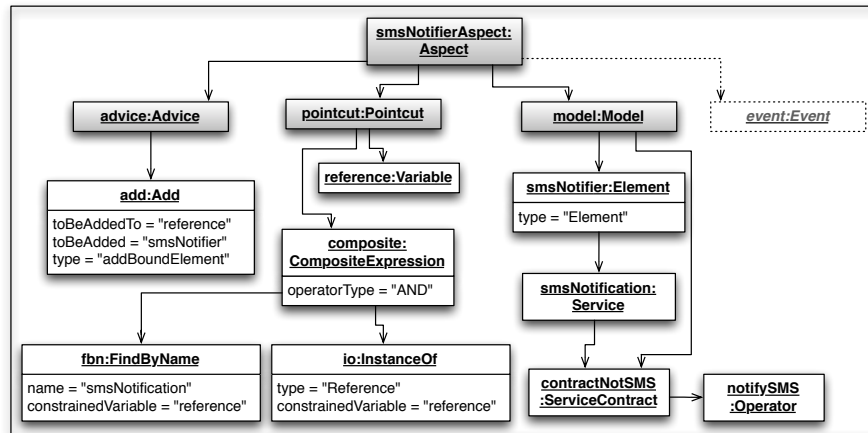 smsNotifierAspect:
Aspect
advice:Advice
pointcut:Pointcut
model:Model
event:Event
reference:Variable
add:Add
toBeAddedTo = "reference"
toBeAdded = "smsNotifier"
type = "addBoundElement"
smsNotifier:Element
type = "Element"
composite:
CompositeExpression
operatorType = "AND"
smsNotification:
Service
fbn:FindByName
name = "smsNotification"
constrainedVariable = "reference"
io:InstanceOf
type = "Reference"
constrainedVariable = "reference"
contractNotSMS
:ServiceContract
notifySMS
:Operator